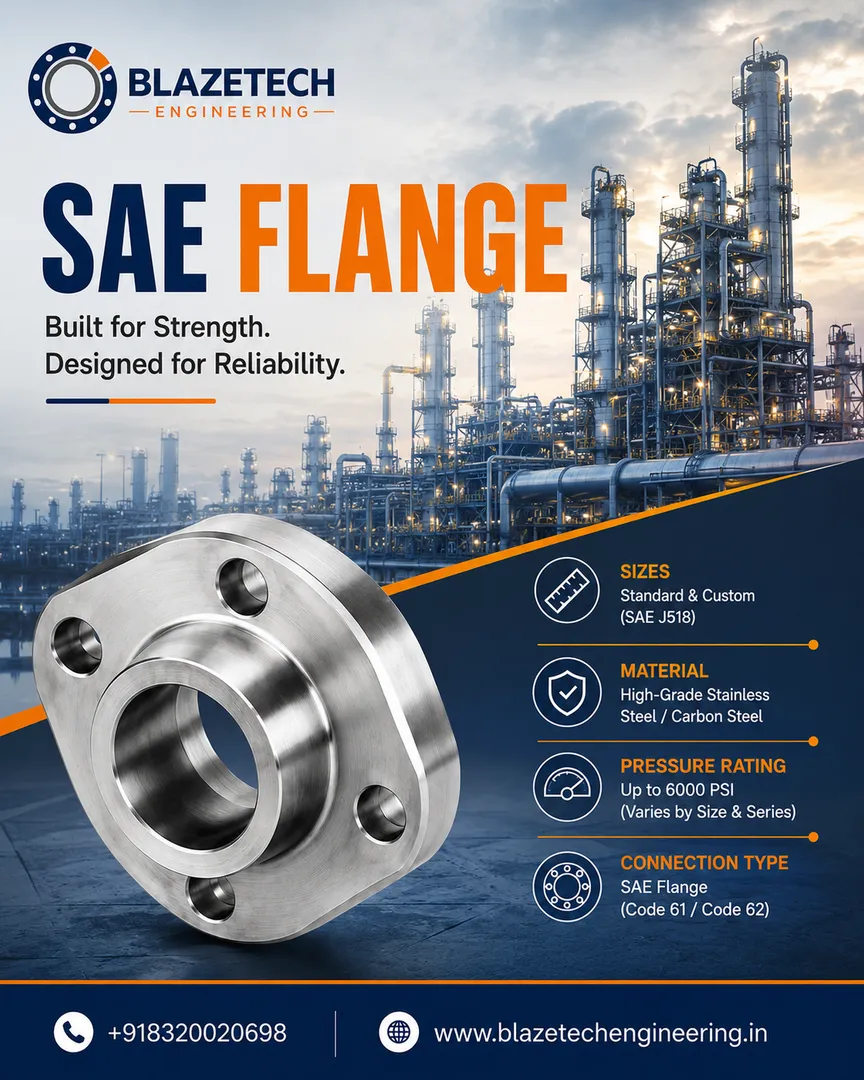 BLAZETECH
ENGINEERING
SAE FLANGE
Built for Strength.
Designed for Reliability.
SIZES
Standard & Custom
(SAE J518)
MATERIAL
High-Grade Stainless
Steel / Carbon Steel
PRESSURE RATING
Up to 6000 PSI
(Varies by Size & Series)
CONNECTION TYPE
SAE Flange
(Code 61 / Code 62)
+918320020698
www.blazetechengineering.in